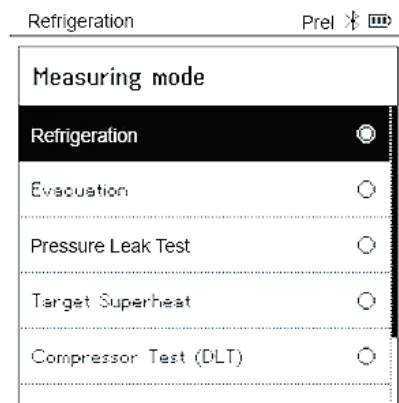 Refrigeration Prel
Measuring mode
Refrigeration
Evacuation
Pressure Leak Test
Target Superheat
Compressor Test (DLT)